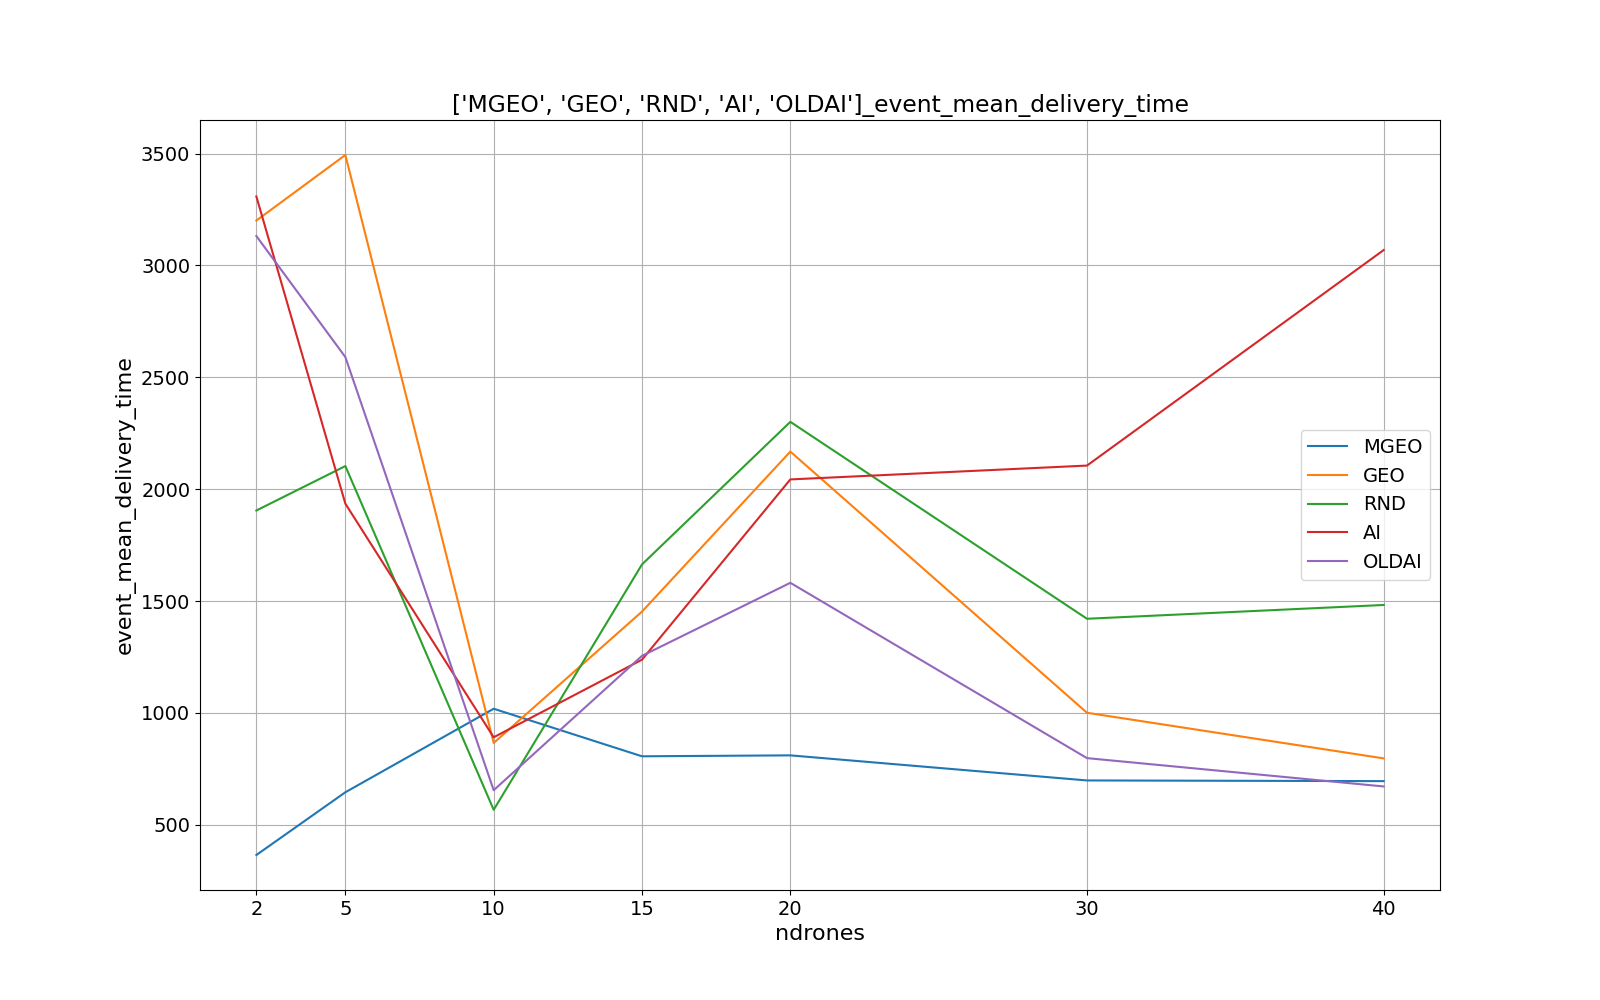 ['MGEO', 'GEO', 'RND', 'AI', 'OLDAI']_event_mean_delivery_time
event_mean_delivery_time
3500
3000
2500
2000
1500
1000
500
MGEO
GEO
RND
AI
OLDAI
2 5 10 15 20 30 40
ndrones